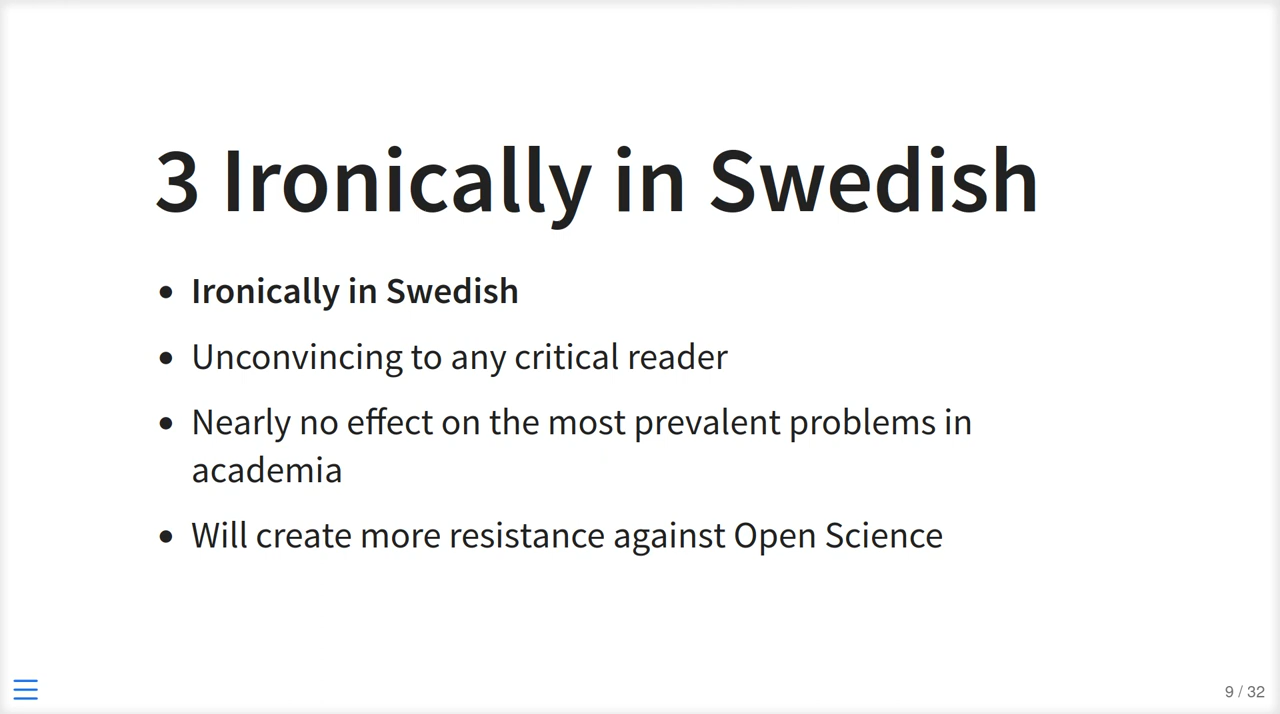 3 Ironically in Swedish
• Ironically in Swedish
• Unconvincing to any critical reader
• Nearly no effect on the most prevalent problems in
academia
• Will create more resistance against Open Science
9 / 32